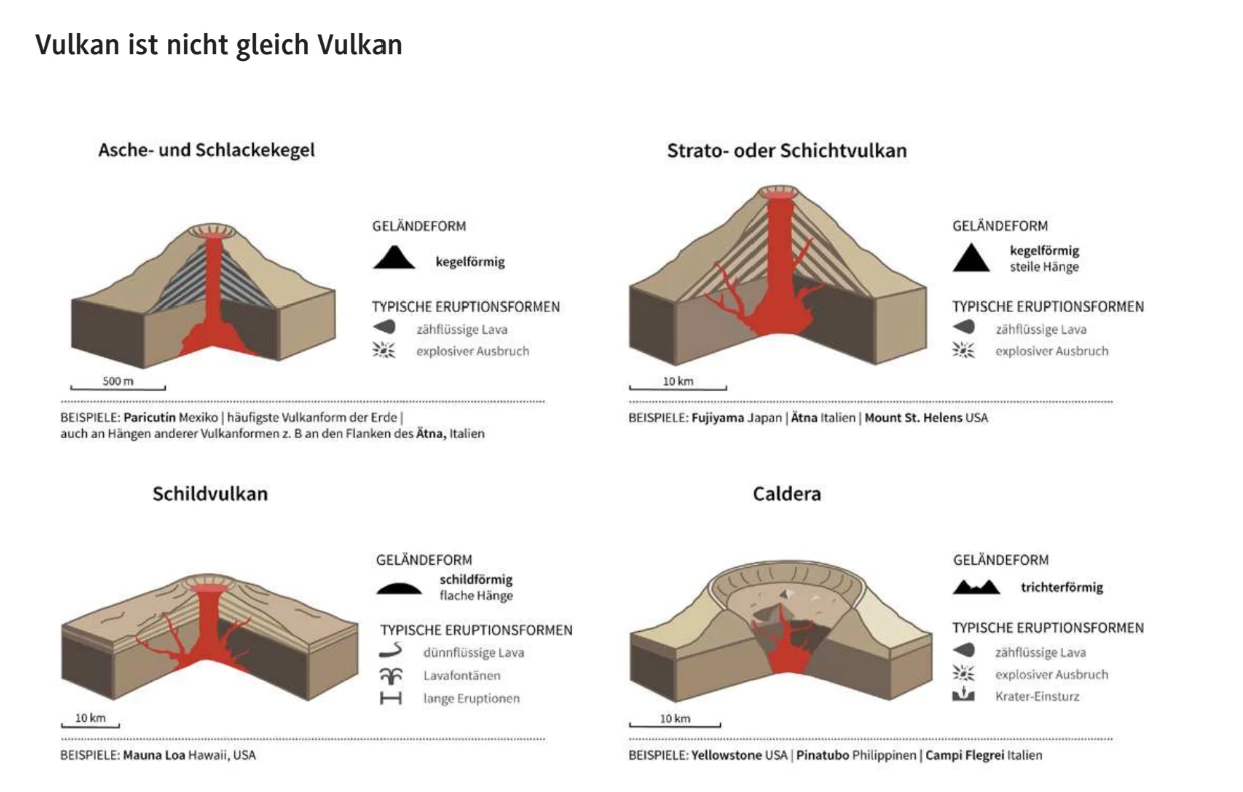 Vulkan ist nicht gleich Vulkan
Asche- und Schlackekegel
GELÄNDEFORM
kegelförmig
TYPISCHE ERUPTIONSFORMEN
zähflüssige Lava
explosiver Ausbruch
500 m
BEISPIELE: Paricutín Mexiko | häufigste Vulkanform der Erde |
auch an Hängen anderer Vulkanformen z. B an den Flanken des Ätna, Italien
Strato- oder Schichtvulkan
GELÄNDEFORM
kegelförmig
steile Hänge
TYPISCHE ERUPTIONSFORMEN
zähflüssige Lava
explosiver Ausbruch
10 km
BEISPIELE: Fujiyama Japan | Ätna Italien | Mount St. Helens USA
Schildvulkan
GELÄNDEFORM
schildförmig
flache Hänge
TYPISCHE ERUPTIONSFORMEN
dünnflüssige Lava
Lavafontänen
lange Eruptionen
10 km
BEISPIELE: Mauna Loa Hawaii, USA
Caldera
GELÄNDEFORM
trichterförmig
TYPISCHE ERUPTIONSFORMEN
zähflüssige Lava
explosiver Ausbruch
Krater-Einsturz
10 km
BEISPIELE: Yellowstone USA | Pinatubo Philippinen | Campi Flegrei Italien